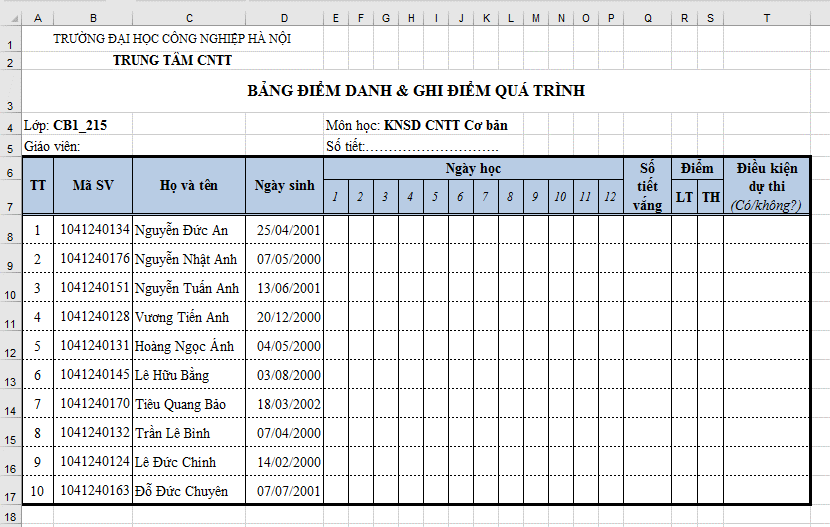 A B C D E F G H I J K L M N O P Q R S T
1 TRƯỜNG ĐẠI HỌC CÔNG NGHIỆP HÀ NỘI
2 TRUNG TÂM CNTT
3 BẢNG ĐIỂM DANH & GHI ĐIỂM QUÁ TRÌNH
4 Lớp: CB1_215 Môn học: KNSD CNTT Cơ bản
5 Giáo viên: Số tiết:……………………….
6 TT Mã SV Họ và tên Ngày sinh Ngày học Số tiết vắng Điểm Điều kiện dự thi (Có/không?)
7 1 2 3 4 5 6 7 8 9 10 11 12 LT TH
8 1 1041240134 Nguyễn Đức An 25/04/2001
9 2 1041240176 Nguyễn Nhật Anh 07/05/2000
10 3 1041240151 Nguyễn Tuấn Anh 13/06/2001
11 4 1041240128 Vương Tiến Anh 20/12/2000
12 5 1041240131 Hoàng Ngọc Ánh 04/05/2000
13 6 1041240145 Lê Hữu Bằng 03/08/2000
14 7 1041240170 Tiêu Quang Bảo 18/03/2002
15 8 1041240132 Trần Lê Binh 07/04/2000
16 9 1041240124 Lê Đức Chinh 14/02/2000
17 10 1041240163 Đỗ Đức Chuyên 07/07/2001
18